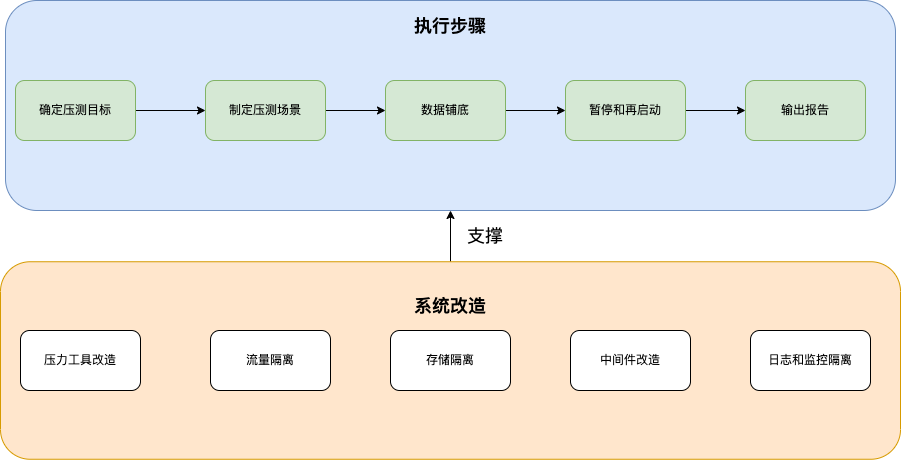 执行步骤
确定压测目标
制定压测场景
数据铺底
暂停和再启动
输出报告
支撑
系统改造
压力工具改造
流量隔离
存储隔离
中间件改造
日志和监控隔离